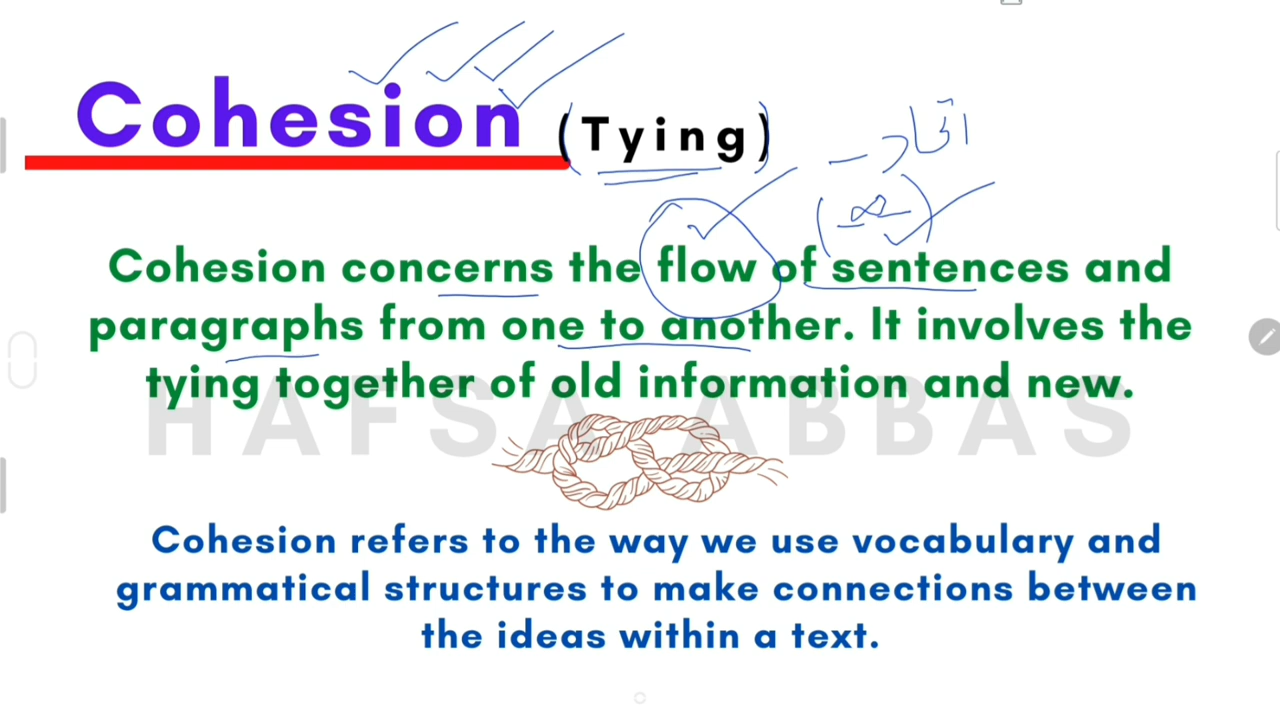 Cohesion (Tying)
Cohesion concerns the flow of sentences and
paragraphs from one to another. It involves the
tying together of old information and new.
HAFSA ABBAS
Cohesion refers to the way we use vocabulary and
grammatical structures to make connections between
the ideas within a text.